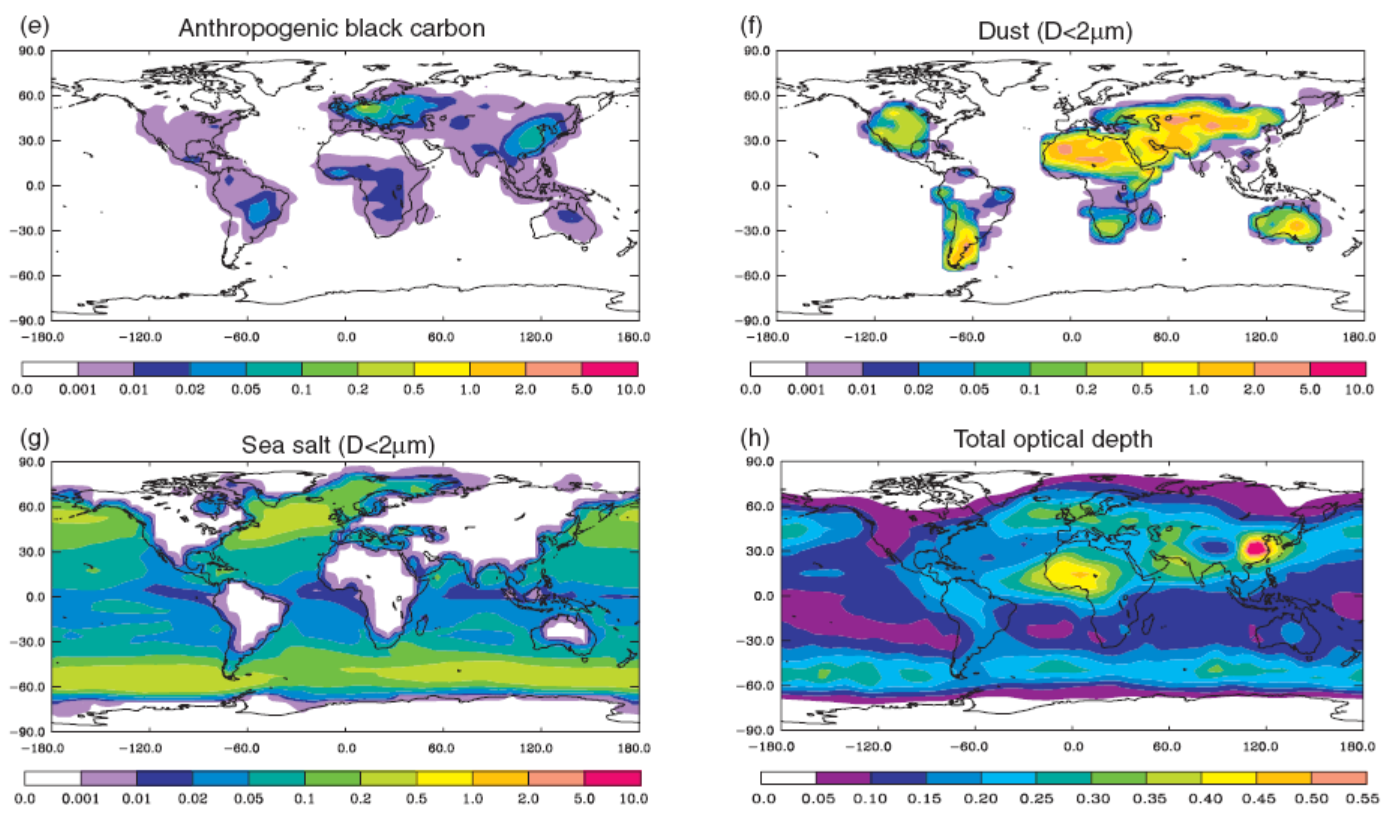 (e) Anthropogenic black carbon
90.0
60.0
30.0
0.0
−30.0
−60.0
−90.0
−180.0 −120.0 −60.0 0.0 60.0 120.0 180.0
0.0 0.001 0.01 0.02 0.05 0.1 0.2 0.5 1.0 2.0 5.0 10.0
(f) Dust (D<2μm)
90.0
60.0
30.0
0.0
−30.0
−60.0
−90.0
−180.0 −120.0 −60.0 0.0 60.0 120.0 180.0
0.0 0.001 0.01 0.02 0.05 0.1 0.2 0.5 1.0 2.0 5.0 10.0
(g) Sea salt (D<2μm)
90.0
60.0
30.0
0.0
−30.0
−60.0
−90.0
−180.0 −120.0 −60.0 0.0 60.0 120.0 180.0
0.0 0.001 0.01 0.02 0.05 0.1 0.2 0.5 1.0 2.0 5.0 10.0
(h) Total optical depth
90.0
60.0
30.0
0.0
−30.0
−60.0
−90.0
−180.0 −120.0 −60.0 0.0 60.0 120.0 180.0
0.0 0.05 0.10 0.15 0.20 0.25 0.30 0.35 0.40 0.45 0.50 0.55